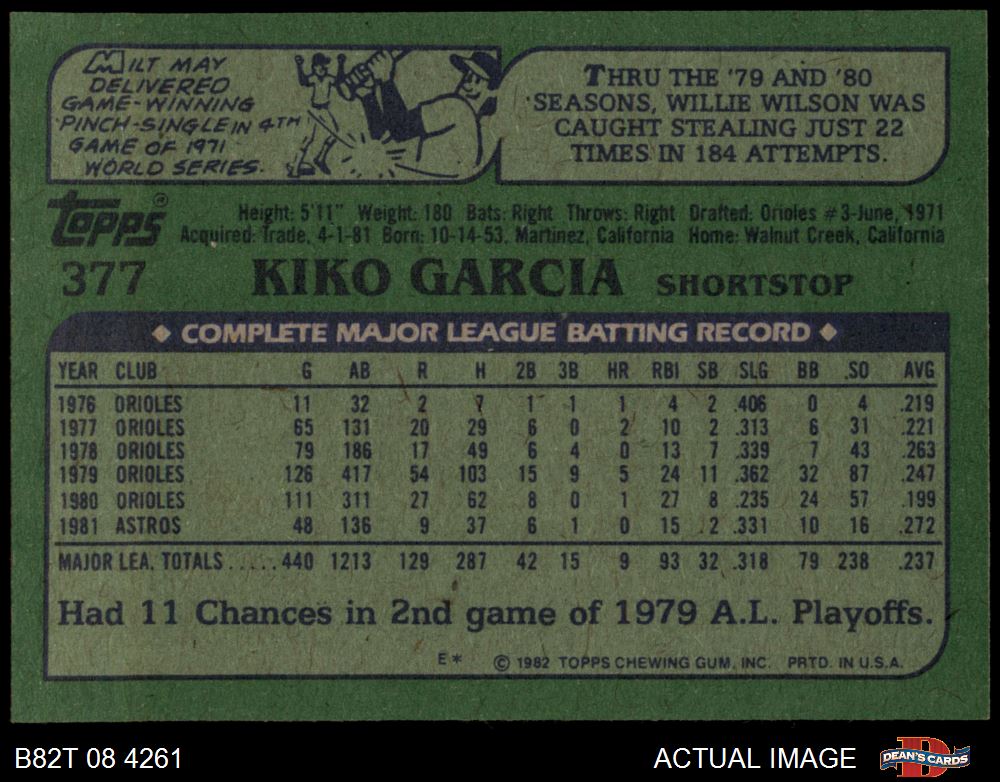 MILT MAY
DELIVERED
GAME-WINNING
PINCH-SINGLE IN 4TH
GAME OF 1971
WORLD SERIES.
THRU THE '79 AND '80
SEASONS, WILLIE WILSON WAS
CAUGHT STEALING JUST 22
TIMES IN 184 ATTEMPTS.
Topps®
Height: 5'11" Weight: 180 Bats: Right Throws: Right Drafted: Orioles #3-June, 1971
Acquired: Trade, 4-1-81 Born: 10-14-53, Martinez, California Home: Walnut Creek, California
377 KIKO GARCIA SHORTSTOP
◆ COMPLETE MAJOR LEAGUE BATTING RECORD ◆
YEAR CLUB G AB R H 2B 3B HR RBI SB SLG BB SO AVG
1976 ORIOLES 11 32 2 7 1 1 1 4 2 .406 0 4 .219
1977 ORIOLES 65 131 20 29 6 0 2 10 2 .313 6 31 .221
1978 ORIOLES 79 186 17 49 6 4 0 13 7 .339 7 43 .263
1979 ORIOLES 126 417 54 103 15 9 5 24 11 .362 32 87 .247
1980 ORIOLES 111 311 27 62 8 0 1 27 8 .235 24 57 .199
1981 ASTROS 48 136 9 37 6 1 0 15 2 .331 10 16 .272
MAJOR LEA. TOTALS.....440 1213 129 287 42 15 9 93 32 .318 79 238 .237
Had 11 Chances in 2nd game of 1979 A.L. Playoffs.
E* © 1982 TOPPS CHEWING GUM, INC. PRTD. IN U.S.A.
B82T 08 4261 ACTUAL IMAGE DEAN'S CARDS